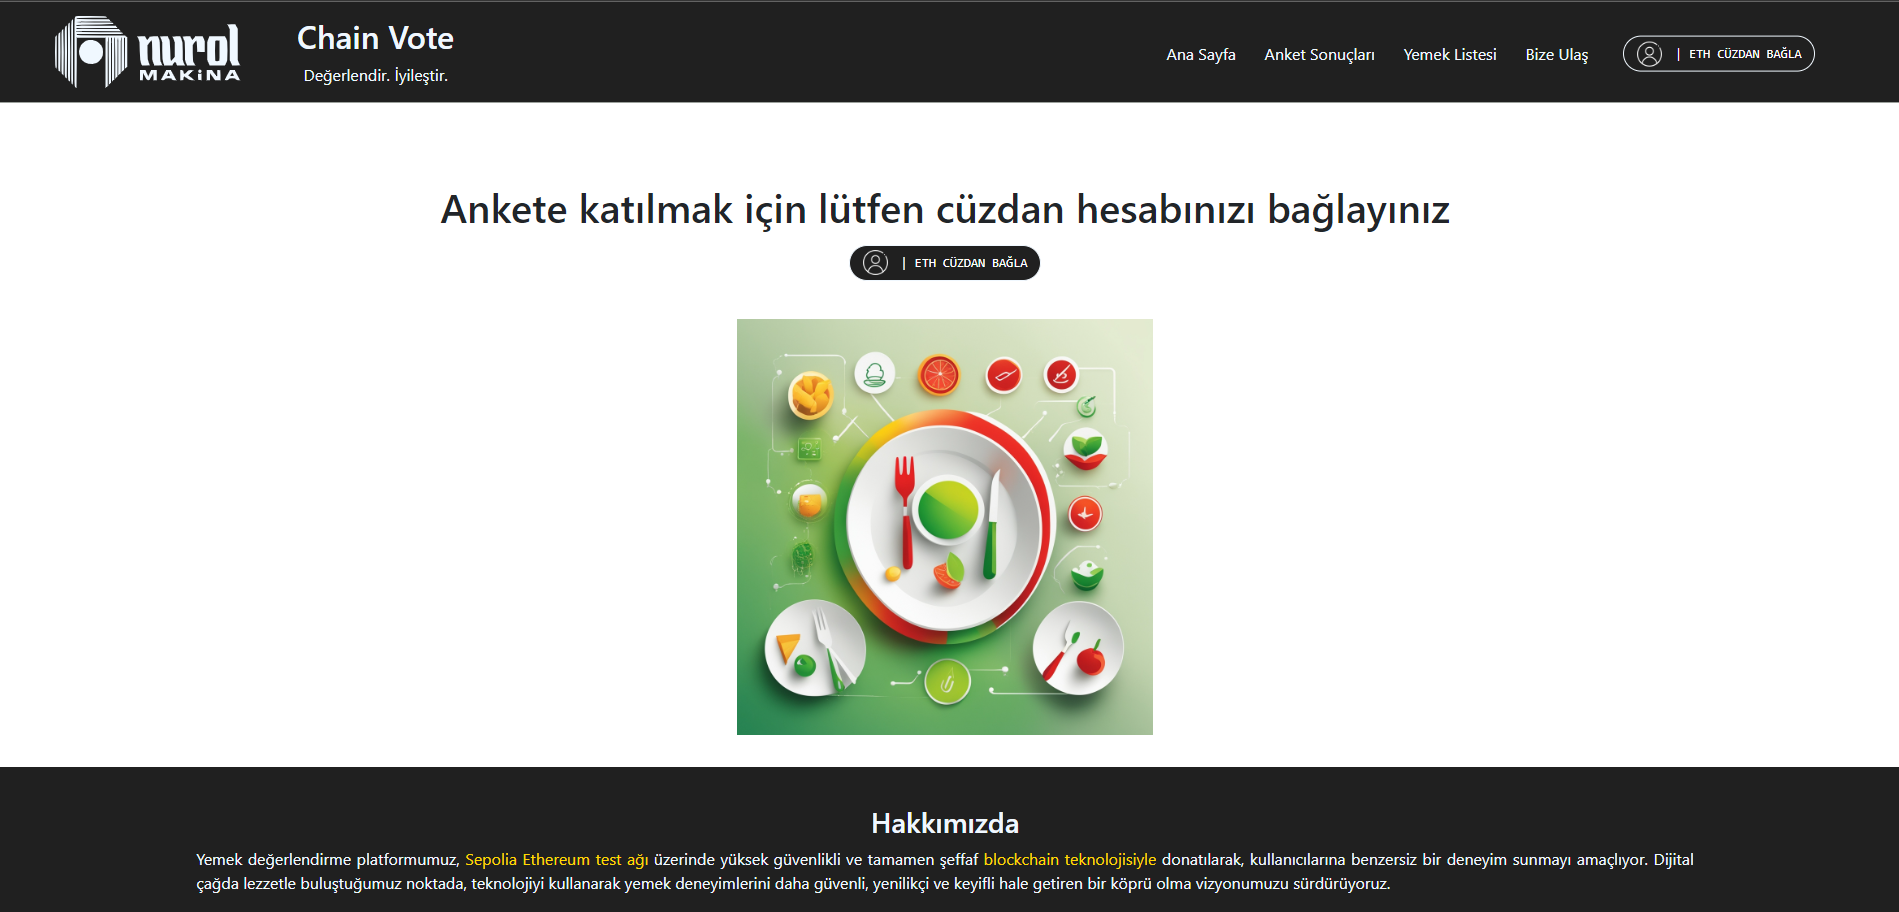 nurol
MAKiNA
Chain Vote
Değerlendir. İyileştir.
Ana Sayfa
Anket Sonuçları
Yemek Listesi
Bize Ulaş
| ETH CÜZDAN BAĞLA
Ankete katılmak için lütfen cüzdan hesabınızı bağlayınız
| ETH CÜZDAN BAĞLA
Hakkımızda
Yemek değerlendirme platformumuz, Sepolia Ethereum test ağı üzerinde yüksek güvenlikli ve tamamen şeffaf blockchain teknolojisiyle donatılarak, kullanıcılarına benzersiz bir deneyim sunmayı amaçlıyor. Dijital
çağda lezzetle buluştuğumuz noktada, teknolojiyi kullanarak yemek deneyimlerini daha güvenli, yenilikçi ve keyifli hale getiren bir köprü olma vizyonumuzu sürdürüyoruz.